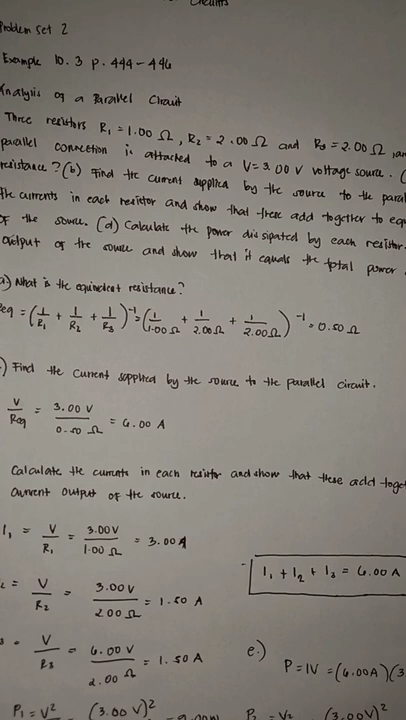 Circuits
Problem Set 2
Example 10.3 p. 444-446
Analysis of a Parallel Circuit
Three resistors R₁ = 1.00 Ω, R₂ = 2.00 Ω and R₃ = 2.00 Ω, are
parallel connection is attached to a V = 3.00 V voltage source. (
resistance? (b) Find the current supplied by the source to the paral
the currents in each resistor and show that these add together to equ
of the source. (d) Calculate the power dissipated by each resistor.
output of the source and show that it equals the total power
a) What is the equivalent resistance?
Req = (1/R₁ + 1/R₂ + 1/R₃)⁻¹ = (1/1.00 Ω + 1/2.00 Ω + 1/2.00 Ω)⁻¹ = 0.50 Ω
) Find the current supplied by the source to the parallel circuit.
V/Req = 3.00 V/0.50 Ω = 6.00 A
Calculate the currents in each resistor and show that these add toget
current output of the source.
I₁ = V/R₁ = 3.00V/1.00 Ω = 3.00 A
I₁ + I₂ + I₃ = 6.00 A
₂ = V/R₂ = 3.00V/2.00 Ω = 1.50 A
₃ = V/R₃ = 6.00 V/2.00 Ω = 1.50 A
e.)
P = IV = (6.00A)(3
P₁ = V² (3.00 V)²
P₂ = V² (3.00V)²